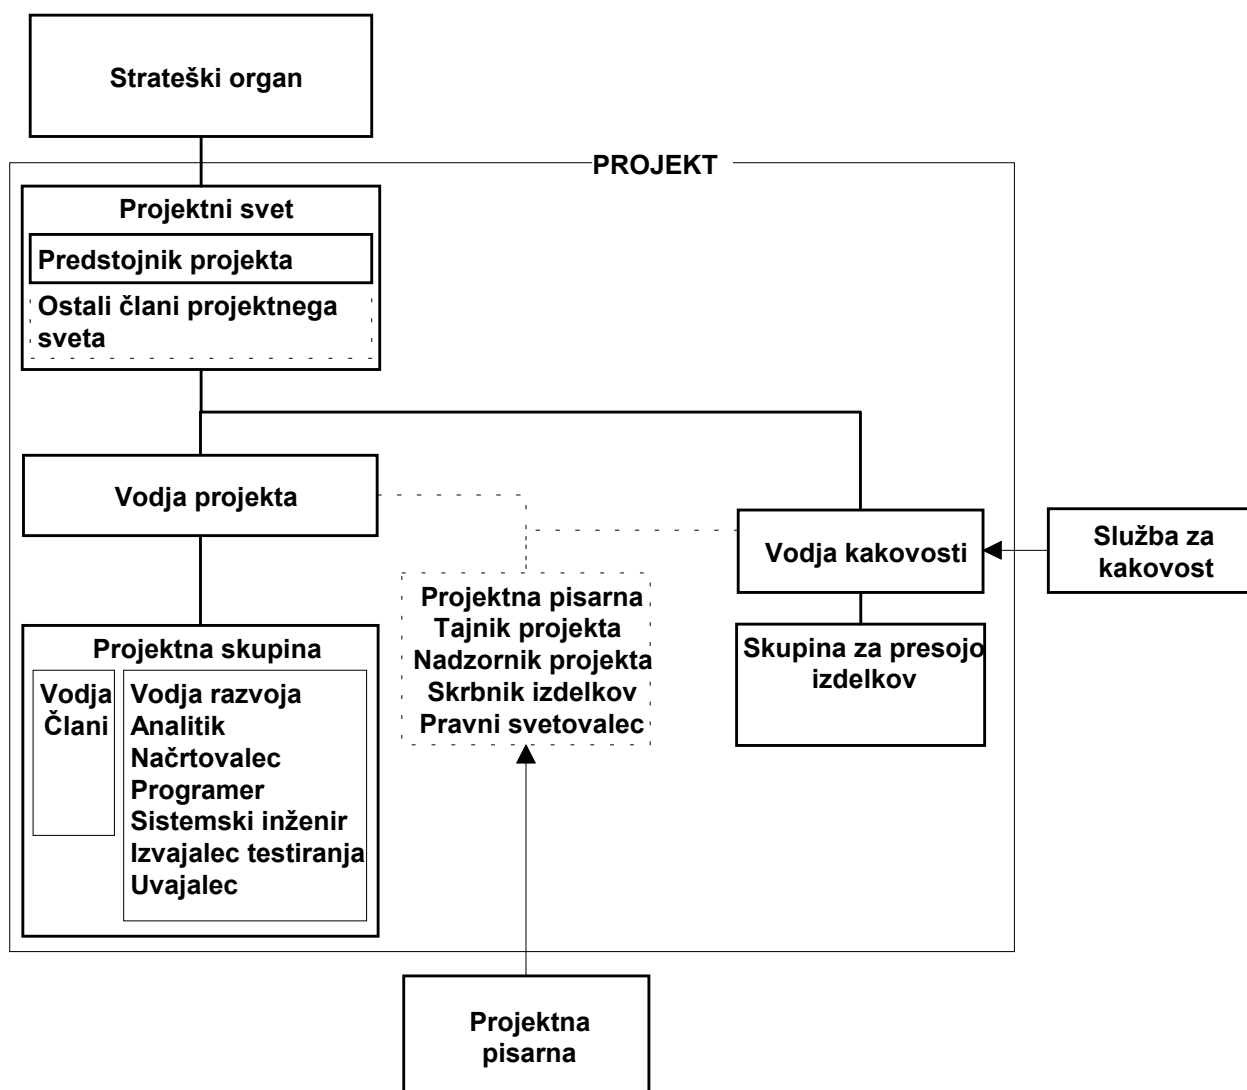 Strateški organ
PROJEKT
Projektni svet
Predstojnik projekta
Ostali člani projektnega
sveta
Vodja projekta
Vodja kakovosti
Služba za
kakovost
Projektna pisarna
Tajnik projekta
Nadzornik projekta
Skrbnik izdelkov
Pravni svetovalec
Skupina za presojo
izdelkov
Projektna skupina
Vodja
Člani
Vodja razvoja
Analitik
Načrtovalec
Programer
Sistemski inženir
Izvajalec testiranja
Uvajalec
Projektna
pisarna